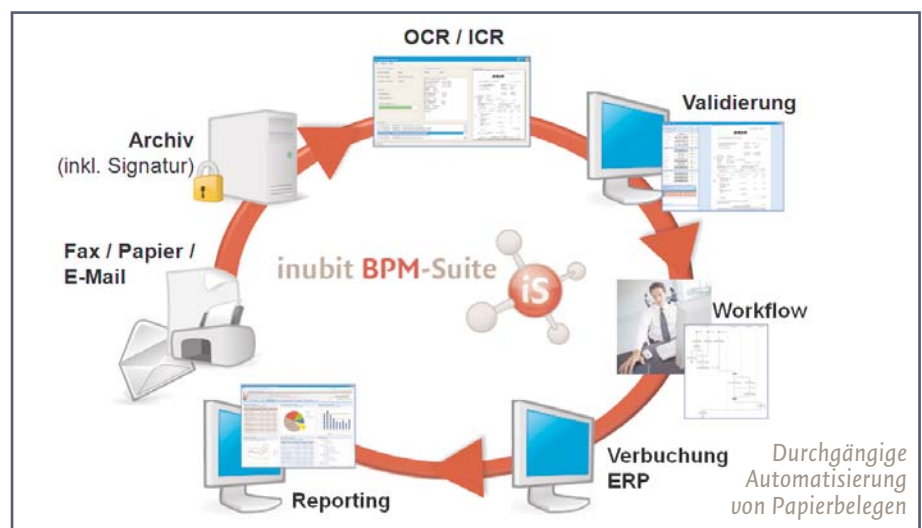 OCR / ICR
Validierung
Archiv
(inkl. Signatur)
Fax / Papier /
E-Mail
inubit BPM-Suite
iS
Workflow
Verbuchung
ERP
Reporting
Durchgängige
Automatisierung
von Papierbelegen